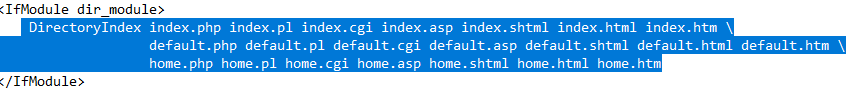 <IfModule dir_module>
DirectoryIndex index.php index.pl index.cgi index.asp index.shtml index.html index.htm \
default.php default.pl default.cgi default.asp default.shtml default.html default.htm \
home.php home.pl home.cgi home.asp home.shtml home.html home.htm
</IfModule>